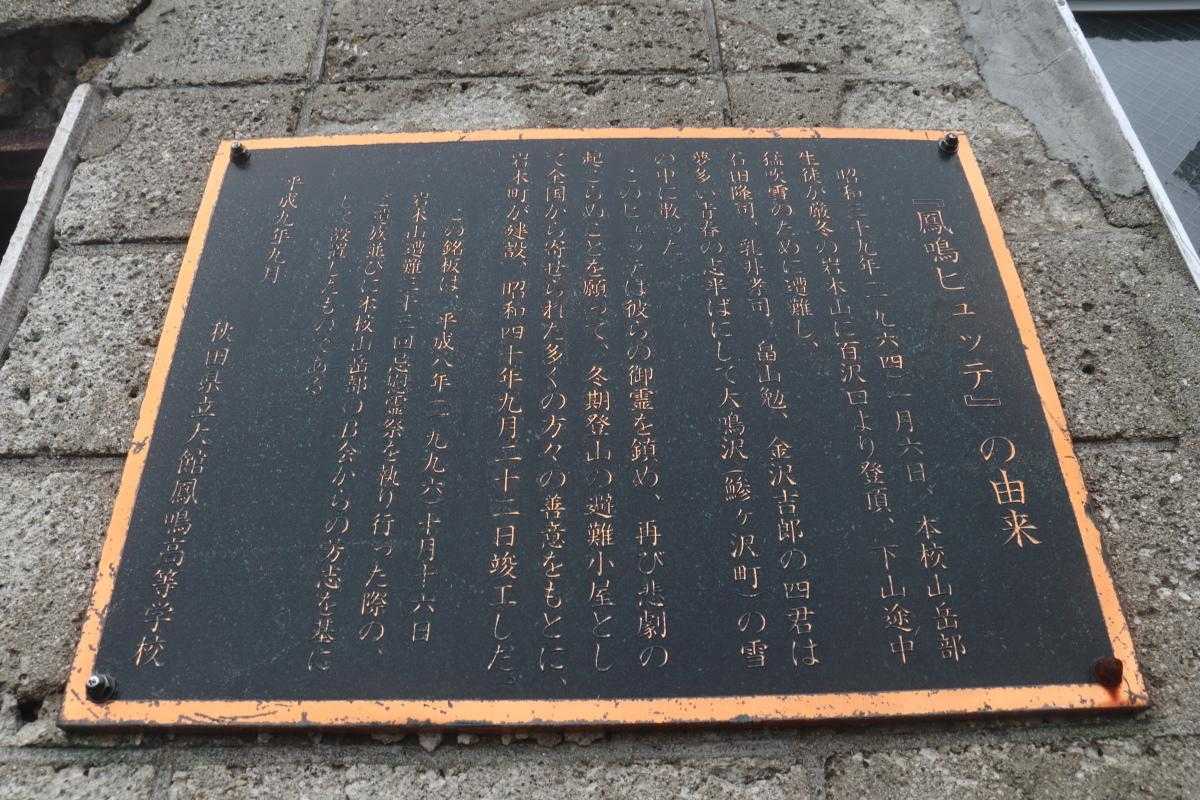 『鳳鳴ヒュッテ』の由来
昭和三十九年(一九六四)一月六日、本校山岳部
生徒が厳冬の岩木山に百沢口より登頂、下山途中
猛吹雪のために遭難し、
石田隆司、乳井孝司、畠山勉、金沢吉郎の四君は
夢多い青春の志半ばにして大鳴沢(鯵ヶ沢町)の雪
の中に散った。
このヒュッテは彼らの御霊を鎮め、再び悲劇の
起こらぬことを願って、冬期登山の避難小屋とし
て全国から寄せられた多くの方々の善意をもとに、
岩木町が建設、昭和四十年九月二十二日竣工した。
この銘板は、平成八年(一九九六)十月十六日
岩木山遭難三十三回忌慰霊祭を執り行った際の、
ご遺族並びに本校山岳部OB会からの芳志を基に
して設置したものである。
平成九年九月
秋田県立大館鳳鳴高等学校